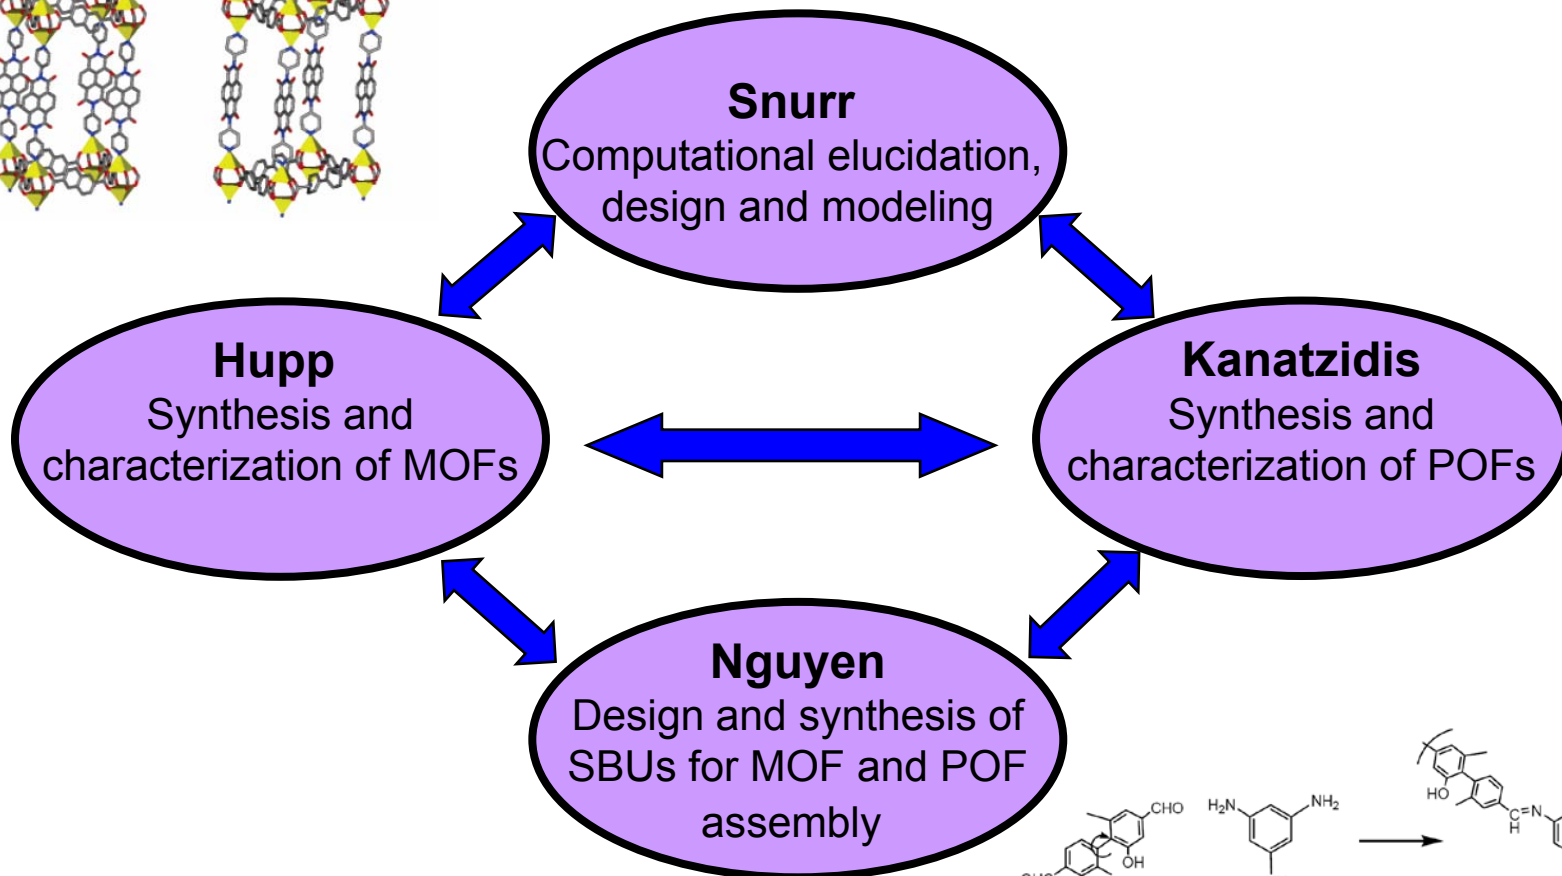 Snurr
Computational elucidation,
design and modeling
Hupp
Synthesis and
characterization of MOFs
Kanatzidis
Synthesis and
characterization of POFs
Nguyen
Design and synthesis of
SBUs for MOF and POF
assembly
CHO
OH
H₂N
NH₂
HO
C=N
H